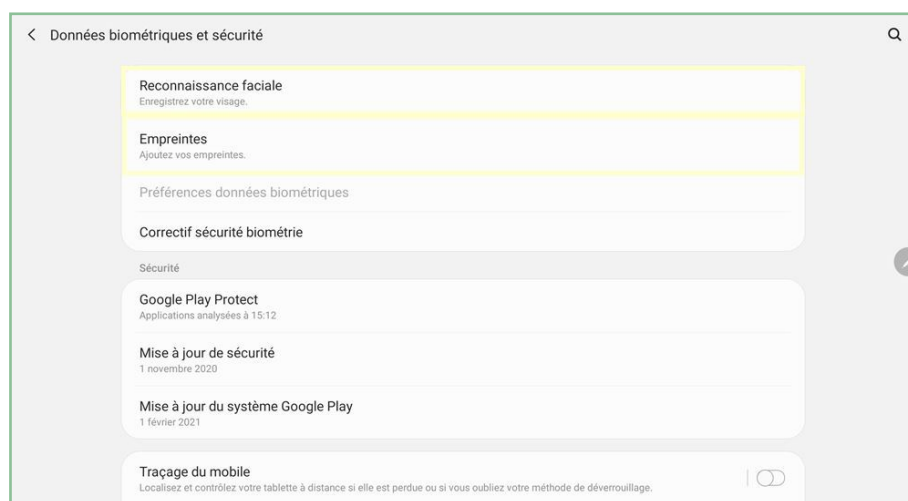 Données biométriques et sécurité
Reconnaissance faciale
Enregistrez votre visage.
Empreintes
Ajoutez vos empreintes.
Préférences données biométriques
Correctif sécurité biométrie
Sécurité
Google Play Protect
Applications analysées à 15:12
Mise à jour de sécurité
1 novembre 2020
Mise à jour du système Google Play
1 février 2021
Traçage du mobile
Localisez et contrôlez votre tablette à distance si elle est perdue ou si vous oubliez votre méthode de déverrouillage.